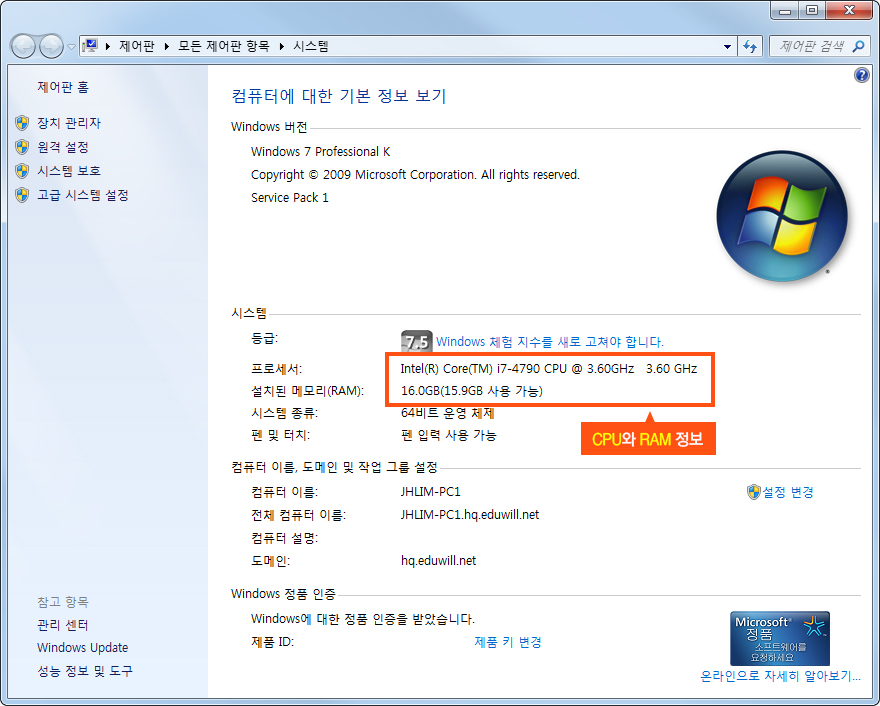 제어판 ▸ 모든 제어판 항목 ▸ 시스템
제어판 검색
제어판 홈
장치 관리자
원격 설정
시스템 보호
고급 시스템 설정
컴퓨터에 대한 기본 정보 보기
Windows 버전
Windows 7 Professional K
Copyright © 2009 Microsoft Corporation. All rights reserved.
Service Pack 1
시스템
등급: 7.5 Windows 체험 지수를 새로 고쳐야 합니다.
프로세서: Intel(R) Core(TM) i7-4790 CPU @ 3.60GHz 3.60 GHz
설치된 메모리(RAM): 16.0GB(15.9GB 사용 가능)
시스템 종류: 64비트 운영 체제
펜 및 터치: 펜 입력 사용 가능
CPU와 RAM 정보
컴퓨터 이름, 도메인 및 작업 그룹 설정
컴퓨터 이름: JHLIM-PC1 설정 변경
전체 컴퓨터 이름: JHLIM-PC1.hq.eduwill.net
컴퓨터 설명:
도메인: hq.eduwill.net
Windows 정품 인증
Windows에 대한 정품 인증을 받았습니다.
제품 ID: 제품 키 변경
Microsoft®
정품
소프트웨어를
요청하세요
온라인으로 자세히 알아보기...
참고 항목
관리 센터
Windows Update
성능 정보 및 도구